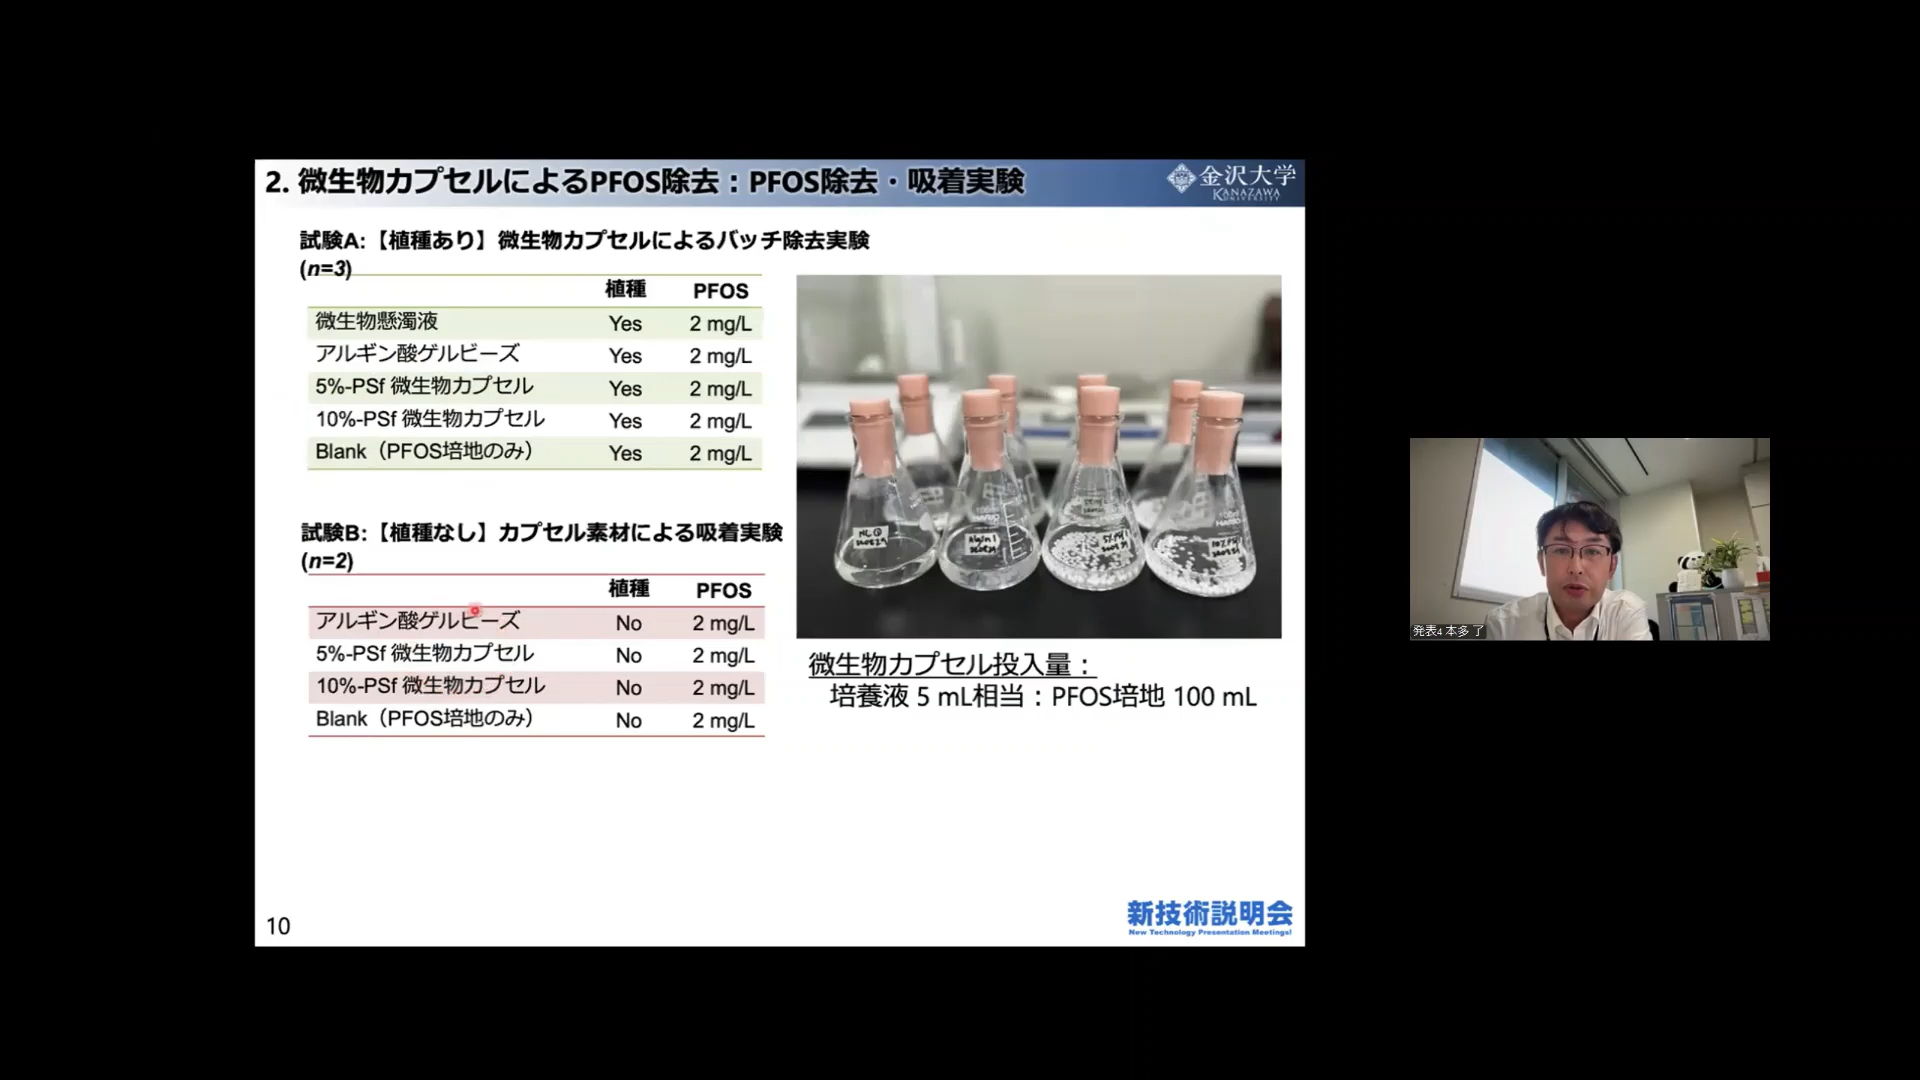 2. 微生物カプセルによるPFOS除去：PFOS除去・吸着実験
金沢大学
KANAZAWA
UNIVERSITY
試験A:【植種あり】微生物カプセルによるバッチ除去実験
(n=3)
植種 PFOS
微生物懸濁液 Yes 2 mg/L
アルギン酸ゲルビーズ Yes 2 mg/L
5%-PSf 微生物カプセル Yes 2 mg/L
10%-PSf 微生物カプセル Yes 2 mg/L
Blank（PFOS培地のみ） Yes 2 mg/L
試験B:【植種なし】カプセル素材による吸着実験
(n=2)
植種 PFOS
アルギン酸ゲルビーズ No 2 mg/L
5%-PSf 微生物カプセル No 2 mg/L
10%-PSf 微生物カプセル No 2 mg/L
Blank（PFOS培地のみ） No 2 mg/L
微生物カプセル投入量：
培養液 5 mL相当：PFOS培地 100 mL
発表4 本多 了
10
新技術説明会
New Technology Presentation Meetings!